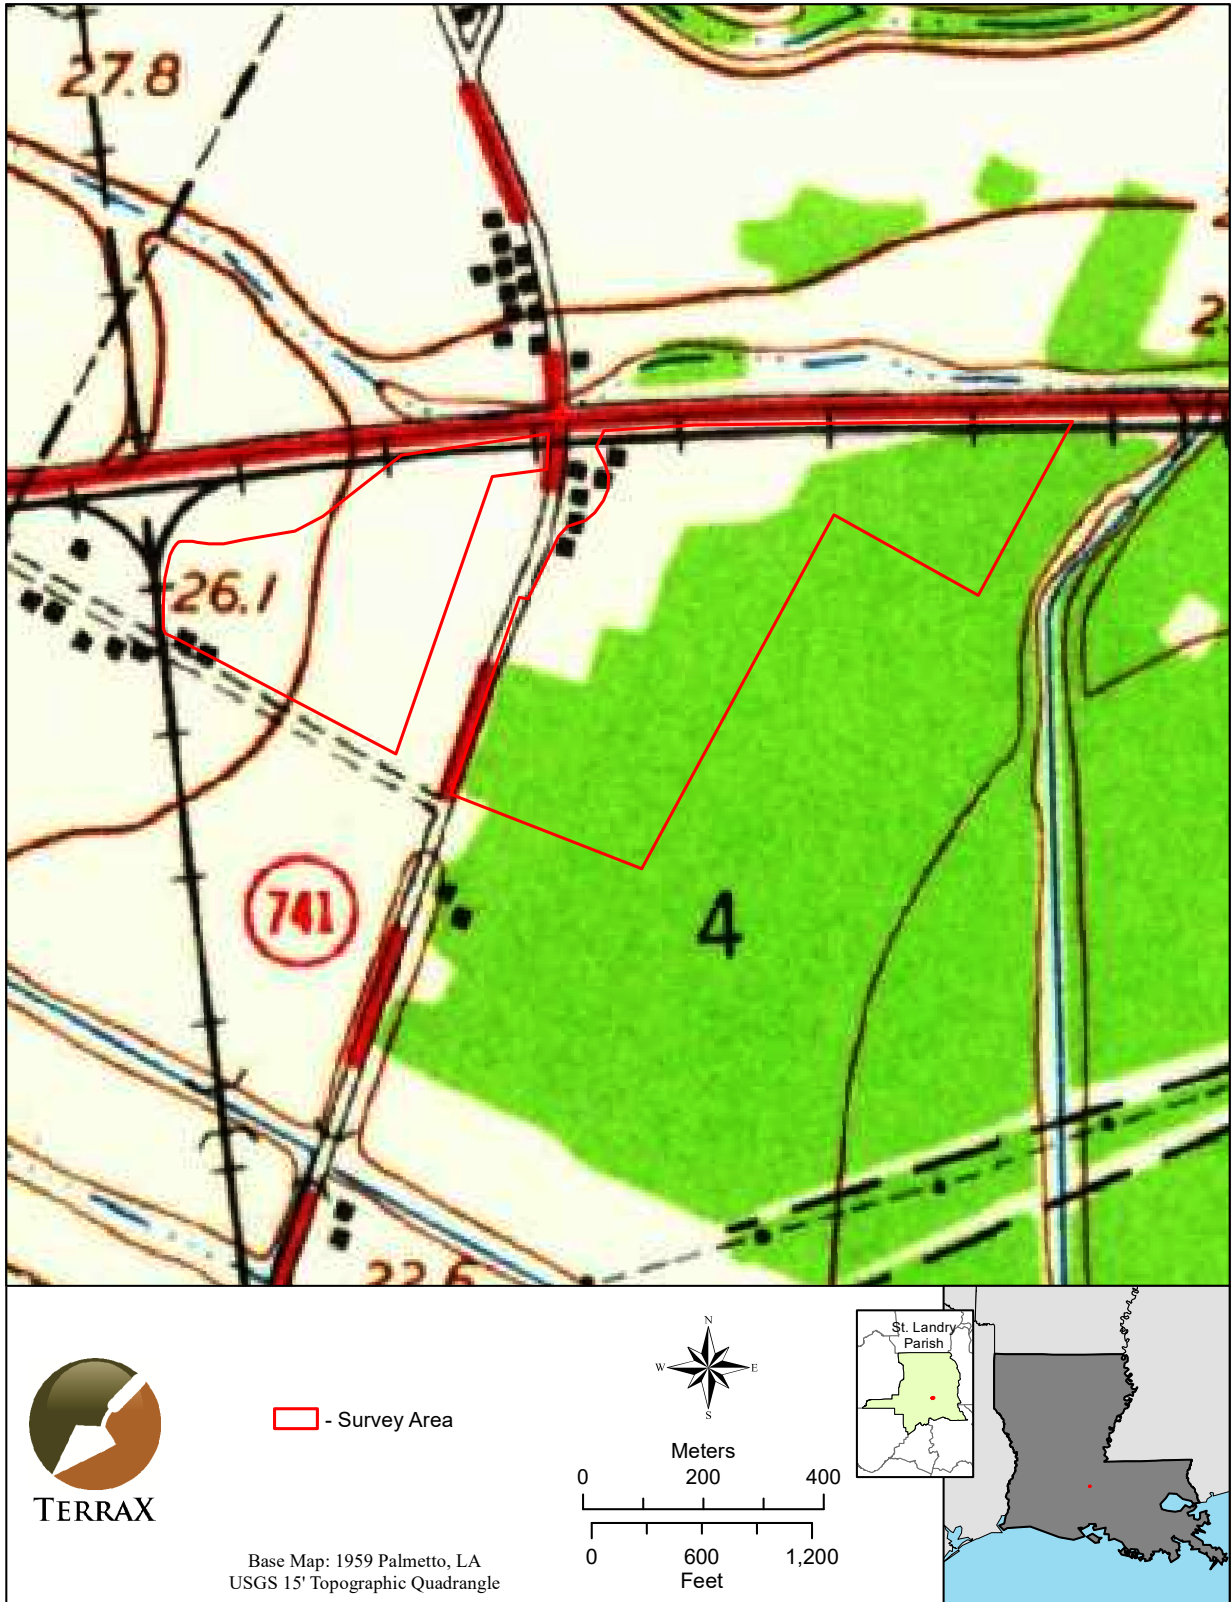 27.8
26.1
741
4
22.6
TERRAX
- Survey Area
N
W E
S
Meters
0 200 400
0 600 1,200
Feet
Base Map: 1959 Palmetto, LA
USGS 15' Topographic Quadrangle
St. Landry
Parish